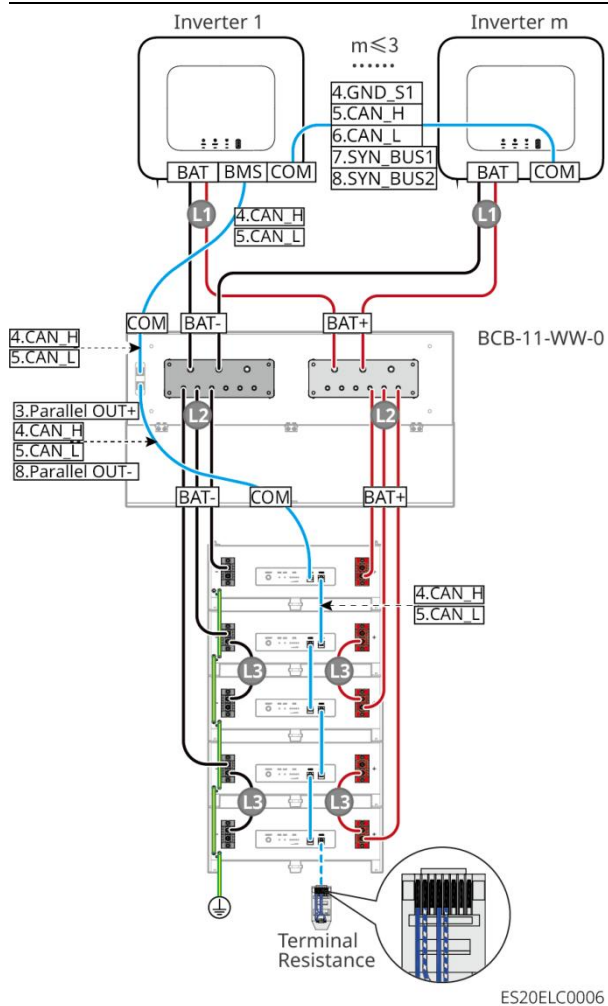 Inverter 1
Inverter m
m≤3
......
4.GND_S1
5.CAN_H
6.CAN_L
7.SYN_BUS1
8.SYN_BUS2
BAT BMS COM
BAT COM
L1
L1
4.CAN_H
5.CAN_L
COM BAT- BAT+
BCB-11-WW-0
4.CAN_H
5.CAN_L
L2
L2
3.Parallel OUT+
4.CAN_H
5.CAN_L
8.Parallel OUT-
BAT- COM BAT+
4.CAN_H
5.CAN_L
L3
L3
L3
L3
Terminal
Resistance
ES20ELC0006